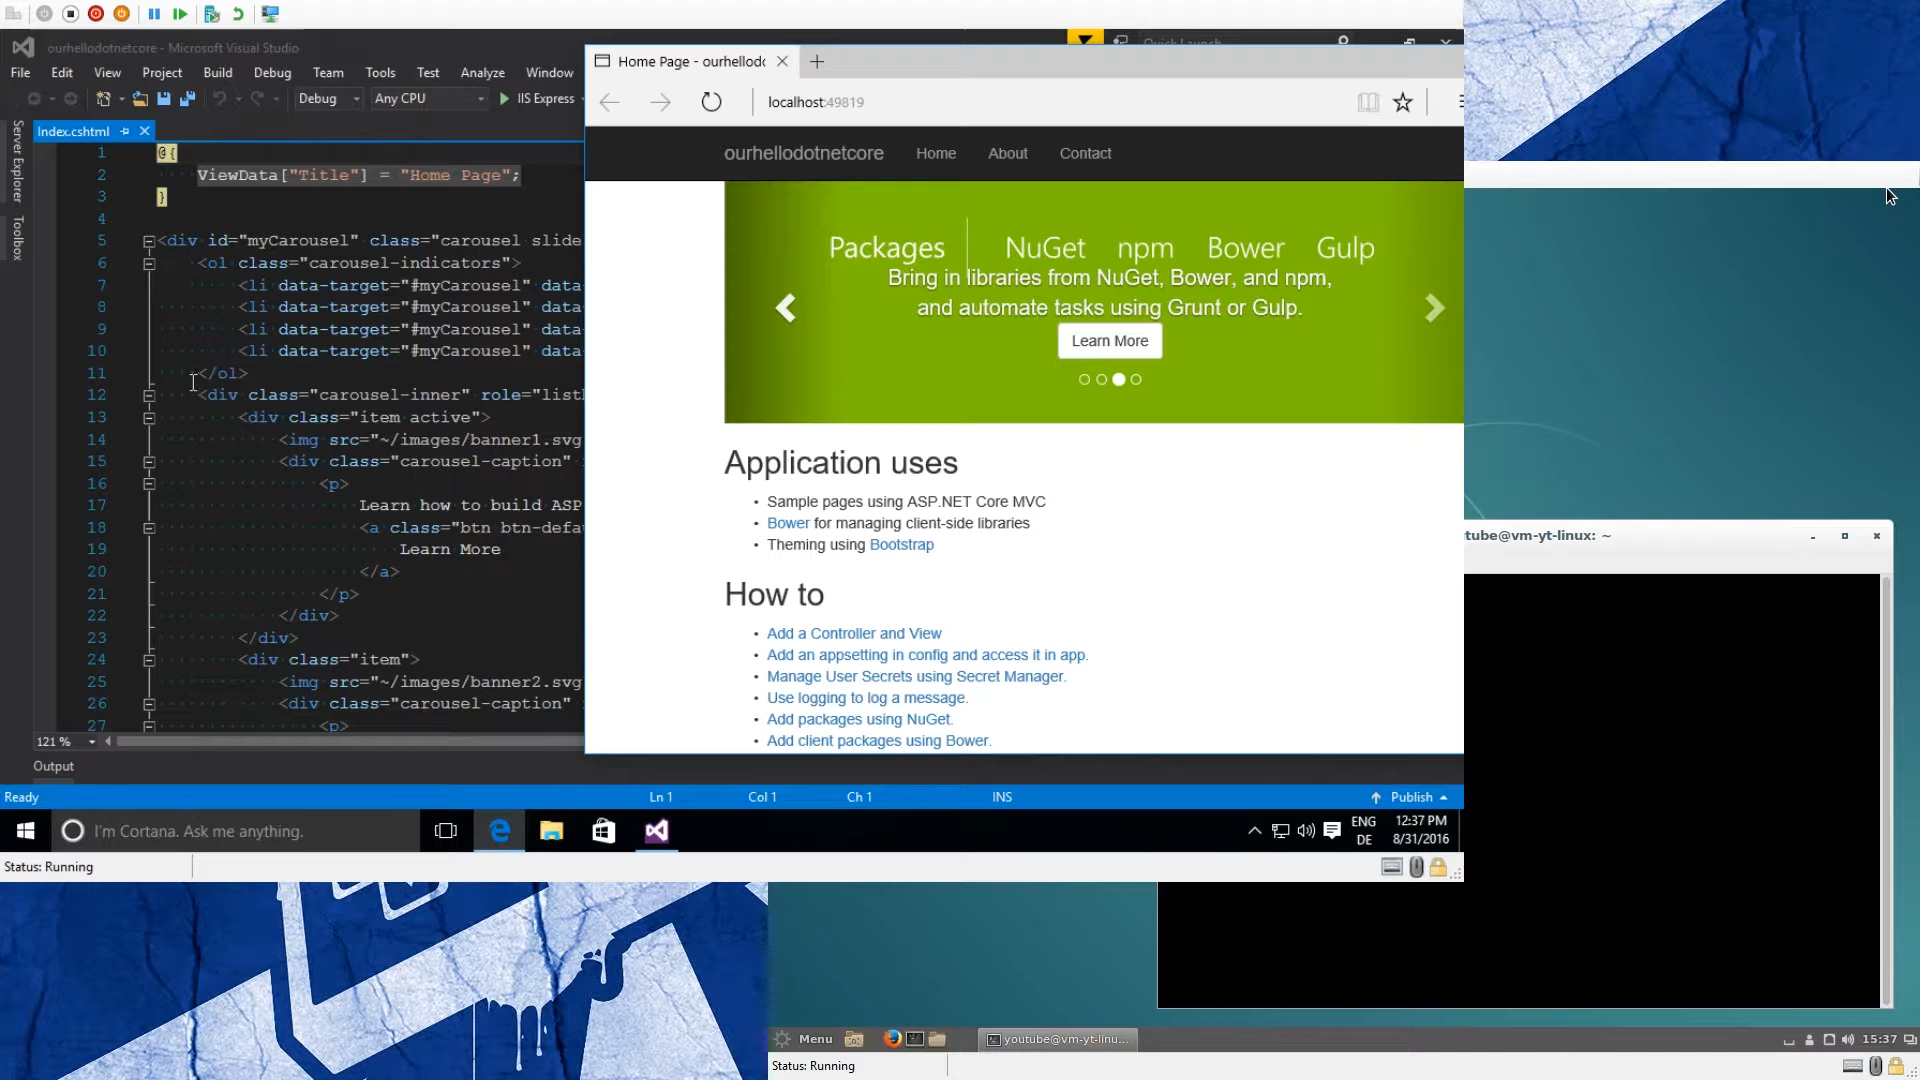 ourhellodotnetcore - Microsoft Visual Studio
Quick Launch
File Edit View Project Build Debug Team Tools Test Analyze Window
Debug Any CPU IIS Express
Index.cshtml
Server Explorer
Toolbox
1 @{
2 ViewData["Title"] = "Home Page";
3 }
4
5 <div id="myCarousel" class="carousel slide
6 <ol class="carousel-indicators">
7 <li data-target="#myCarousel" data-
8 <li data-target="#myCarousel" data-
9 <li data-target="#myCarousel" data-
10 <li data-target="#myCarousel" data-
11 </ol>
12 <div class="carousel-inner" role="listb
13 <div class="item active">
14 <img src="~/images/banner1.svg
15 <div class="carousel-caption"
16 <p>
17 Learn how to build ASP
18 <a class="btn btn-defau
19 Learn More
20 </a>
21 </p>
22 </div>
23 </div>
24 <div class="item">
25 <img src="~/images/banner2.svg
26 <div class="carousel-caption"
27 <p>
121 %
Output
Ready Ln 1 Col 1 Ch 1 INS Publish
Home Page - ourhellodo
localhost:49819
ourhellodotnetcore Home About Contact
Packages NuGet npm Bower Gulp
Bring in libraries from NuGet, Bower, and npm,
and automate tasks using Grunt or Gulp.
Learn More
Application uses
• Sample pages using ASP.NET Core MVC
• Bower for managing client-side libraries
• Theming using Bootstrap
How to
• Add a Controller and View
• Add an appsetting in config and access it in app.
• Manage User Secrets using Secret Manager.
• Use logging to log a message.
• Add packages using NuGet.
• Add client packages using Bower.
I'm Cortana. Ask me anything.
ENG
DE
12:37 PM
8/31/2016
Status: Running
tube@vm-yt-linux: ~
Menu youtube@vm-yt-linu... 15:37
Status: Running